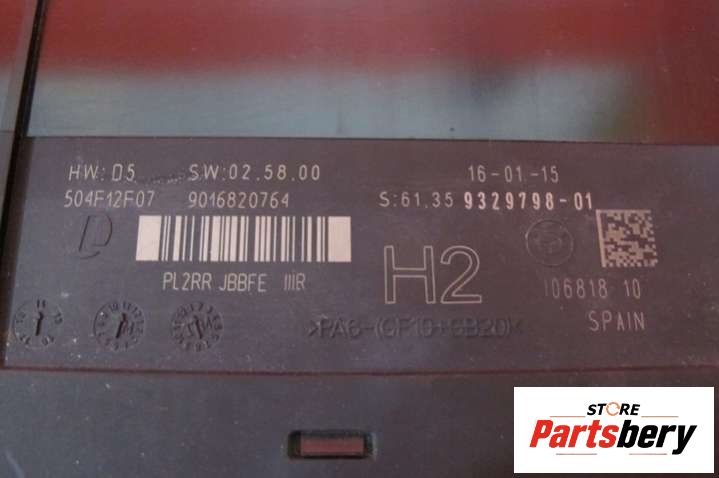 HW:05 SW:02.58.00 16-01-15
504F12F07 9016820764 S:61.35 9329798-01
PL2RR JBBFE IIIR
H2
106818 10
SPAIN
STORE
Partsbery